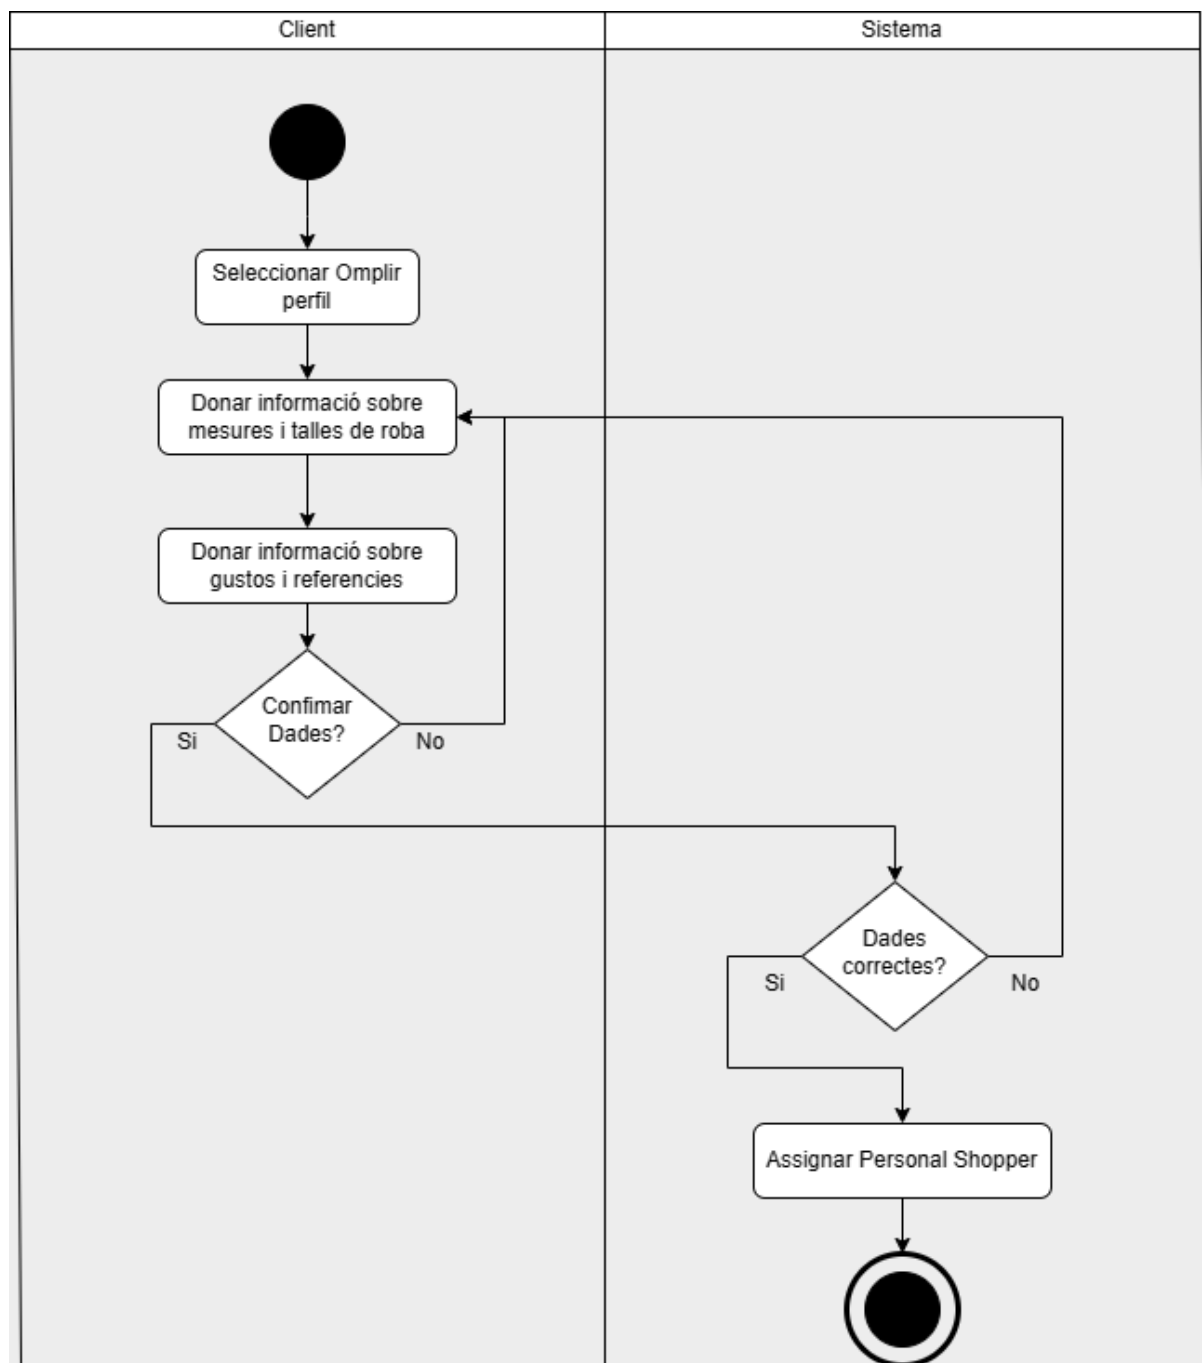 Client
Sistema
Seleccionar Omplir
perfil
Donar informació sobre
mesures i talles de roba
Donar informació sobre
gustos i referencies
Confimar
Dades?
Si
No
Dades
correctes?
Si
No
Assignar Personal Shopper